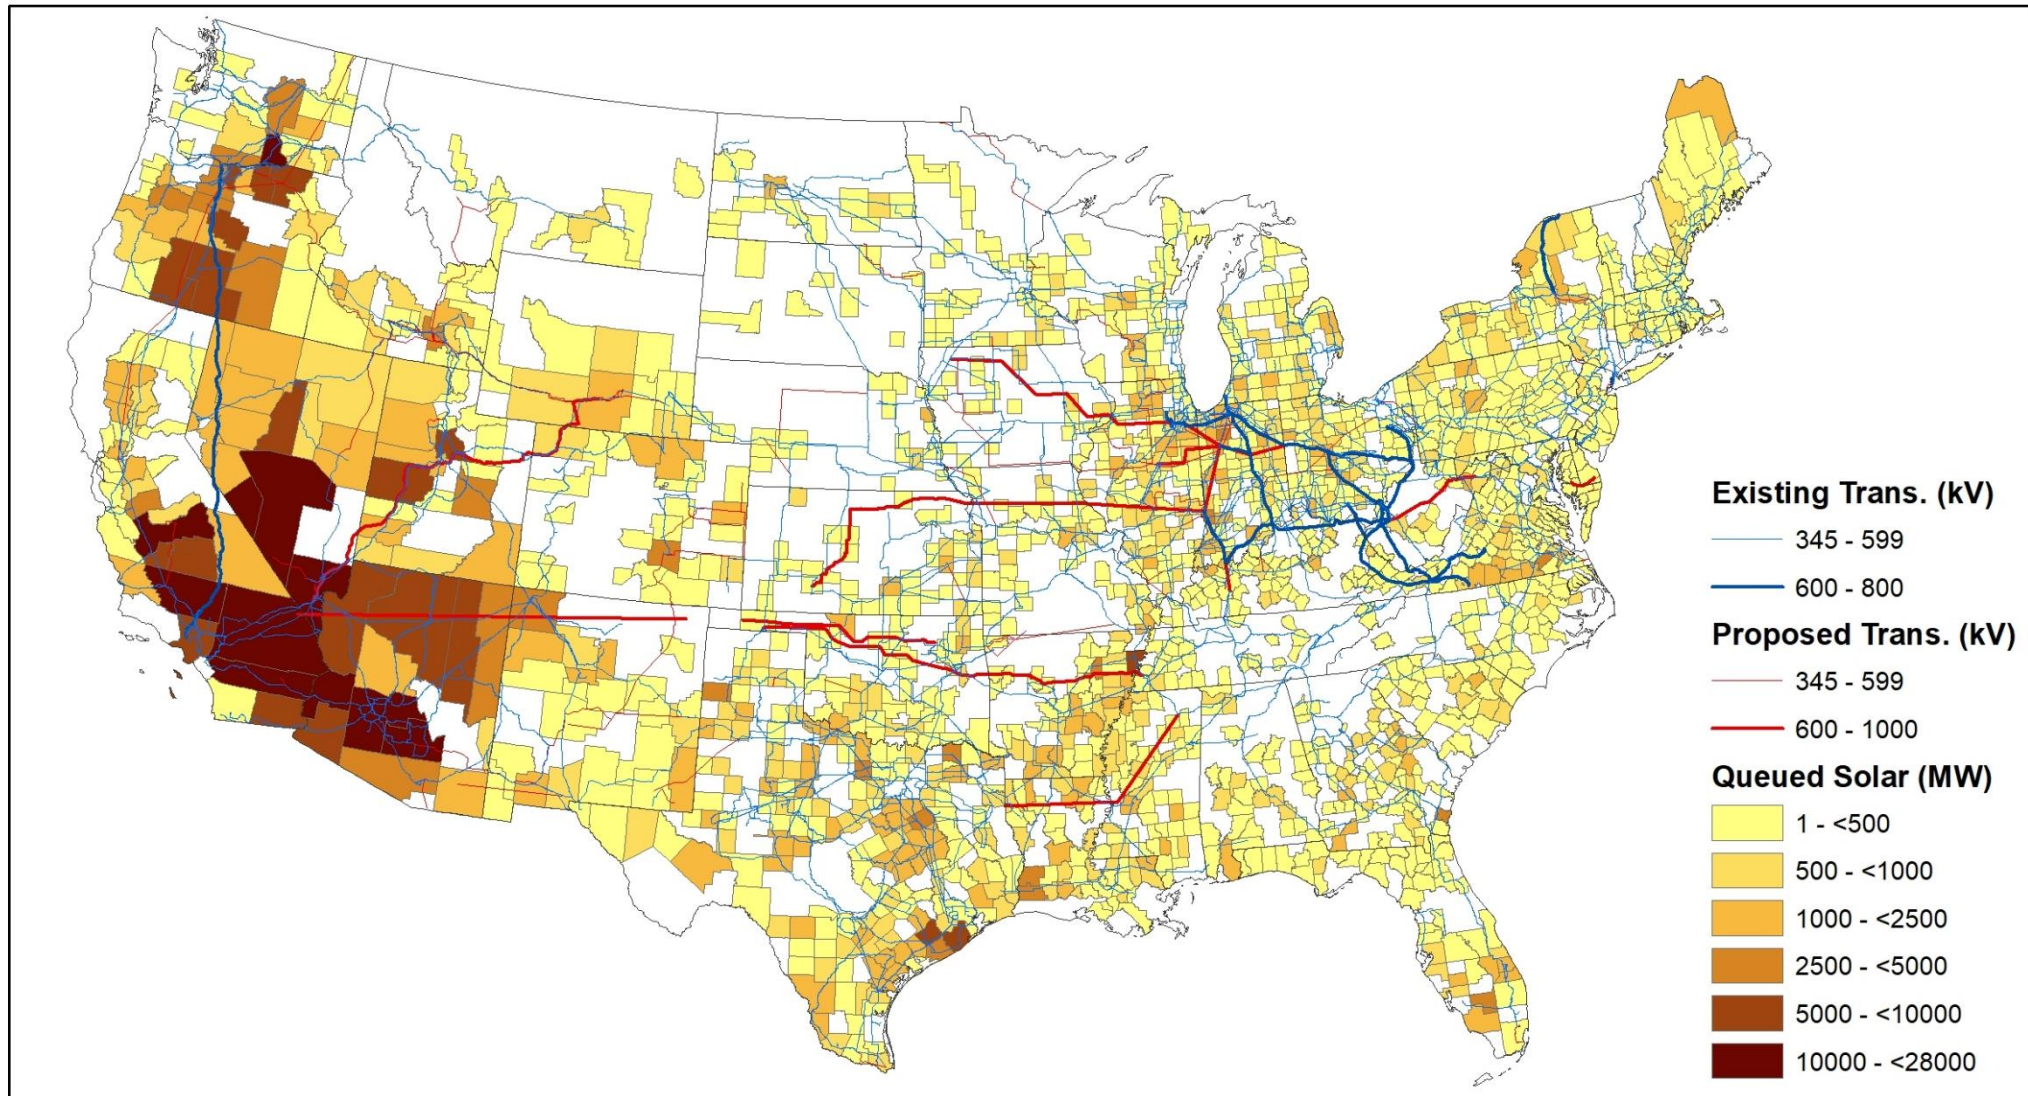 Existing Trans. (kV)
345 - 599
600 - 800
Proposed Trans. (kV)
345 - 599
600 - 1000
Queued Solar (MW)
1 - <500
500 - <1000
1000 - <2500
2500 - <5000
5000 - <10000
10000 - <28000